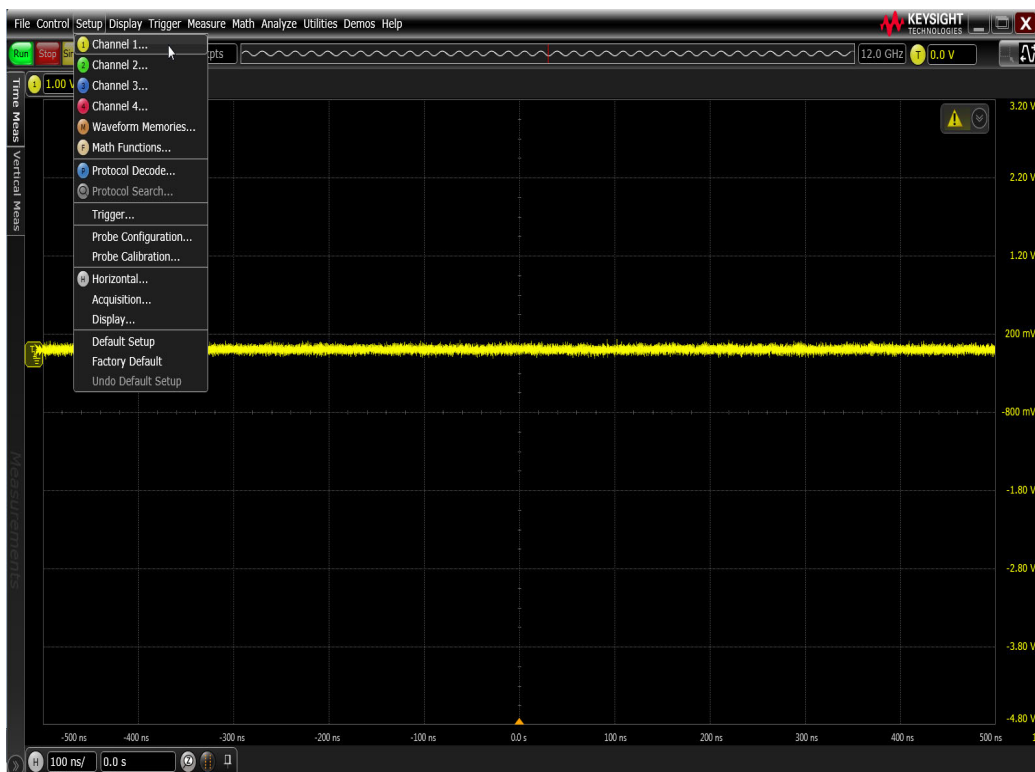 File Control Setup Display Trigger Measure Math Analyze Utilities Demos Help
KEYSIGHT
TECHNOLOGIES
Run Stop
pts
12.0 GHz T 0.0 V
1 1.00 V
1 Channel 1...
2 Channel 2...
3 Channel 3...
4 Channel 4...
M Waveform Memories...
F Math Functions...
P Protocol Decode...
Protocol Search...
Trigger...
Probe Configuration...
Probe Calibration...
H Horizontal...
Acquisition...
Display...
Default Setup
Factory Default
Undo Default Setup
Time Meas
Vertical Meas
Measurements
3.20 V
2.20 V
1.20 V
200 mV
-800 mV
-1.80 V
-2.80 V
-3.80 V
-4.80 V
-500 ns -400 ns -300 ns -200 ns -100 ns 0.0 s 100 ns 200 ns 300 ns 400 ns 500 ns
H 100 ns/ 0.0 s